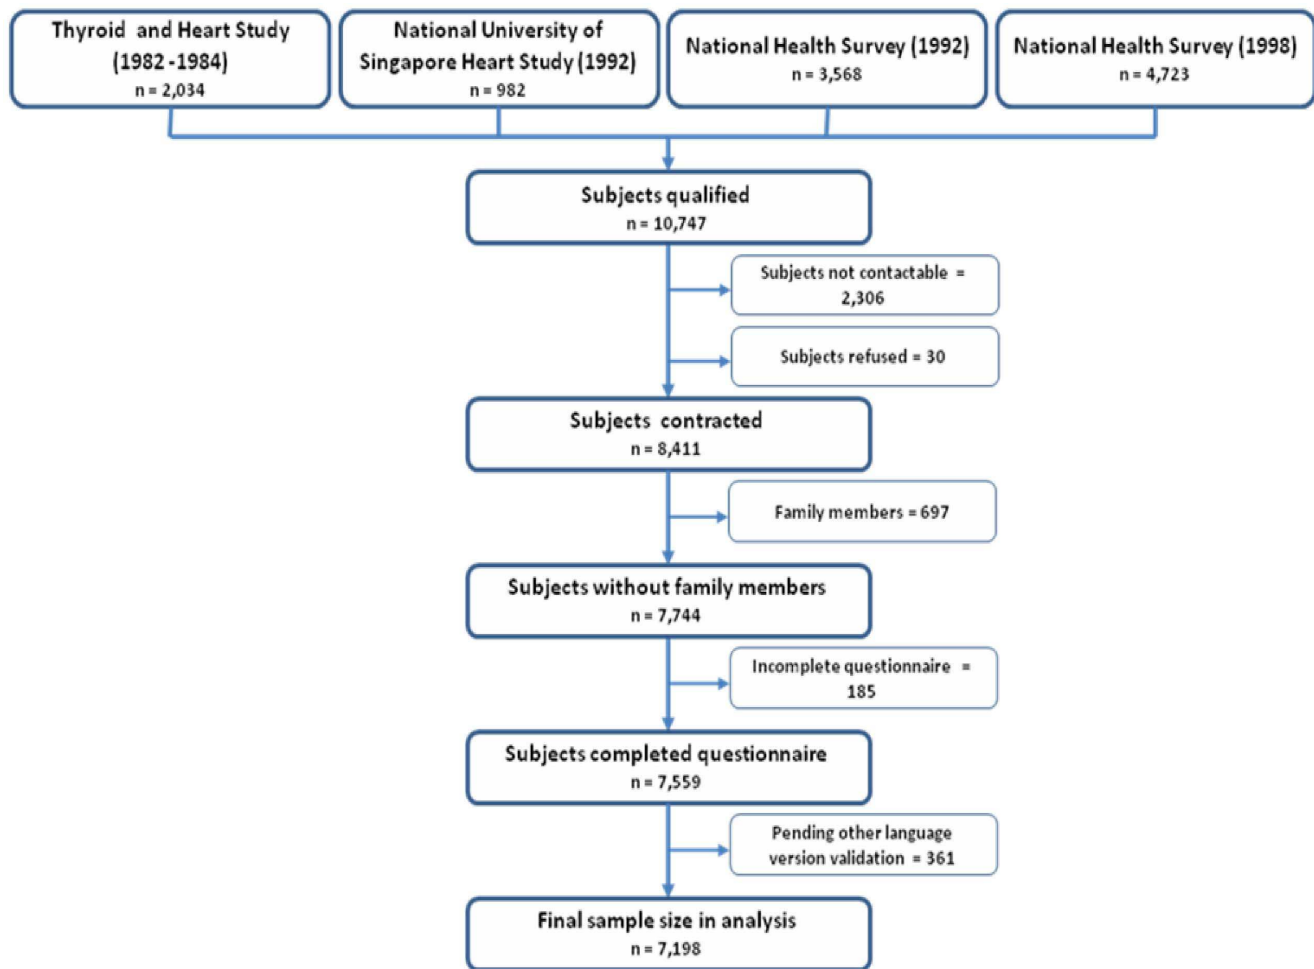 Thyroid and Heart Study
(1982 -1984)
n = 2,034
National University of
Singapore Heart Study (1992)
n = 982
National Health Survey (1992)
n = 3,568
National Health Survey (1998)
n = 4,723
Subjects qualified
n = 10,747
Subjects not contactable =
2,306
Subjects refused = 30
Subjects contracted
n = 8,411
Family members = 697
Subjects without family members
n = 7,744
Incomplete questionnaire =
185
Subjects completed questionnaire
n = 7,559
Pending other language
version validation = 361
Final sample size in analysis
n = 7,198